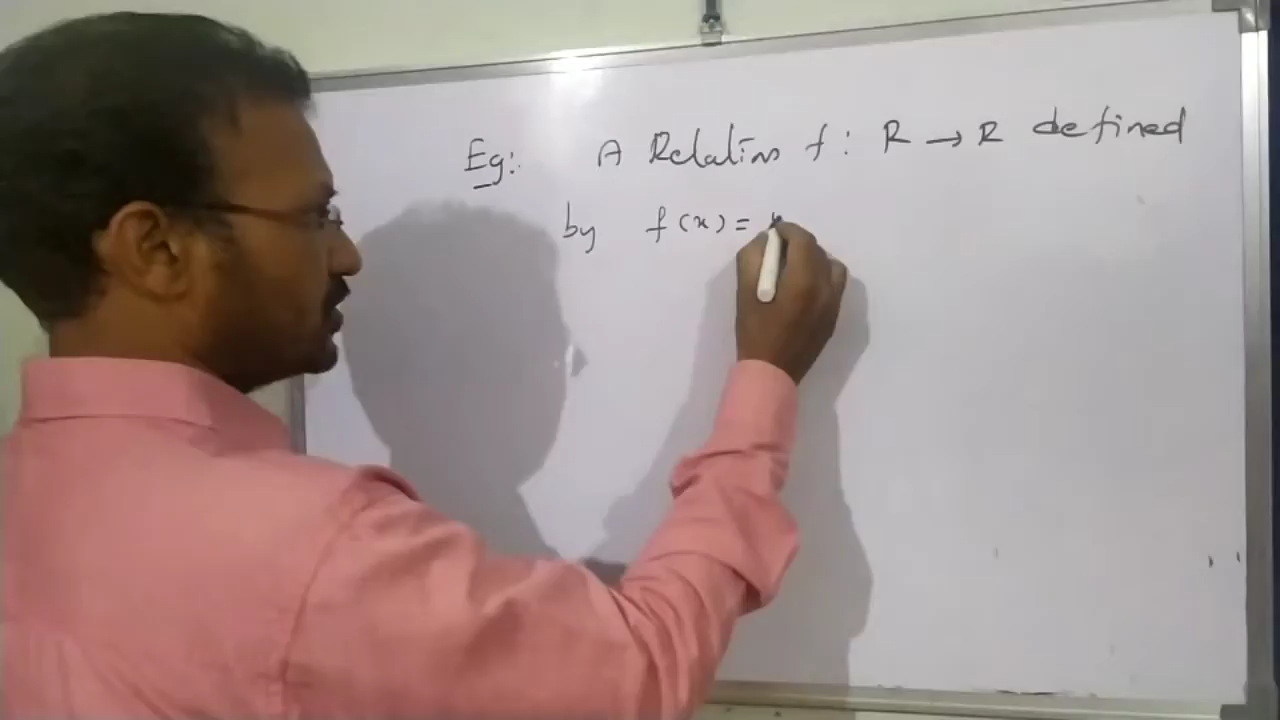 Eg: A Relation f: R → R defined
by f(x) =